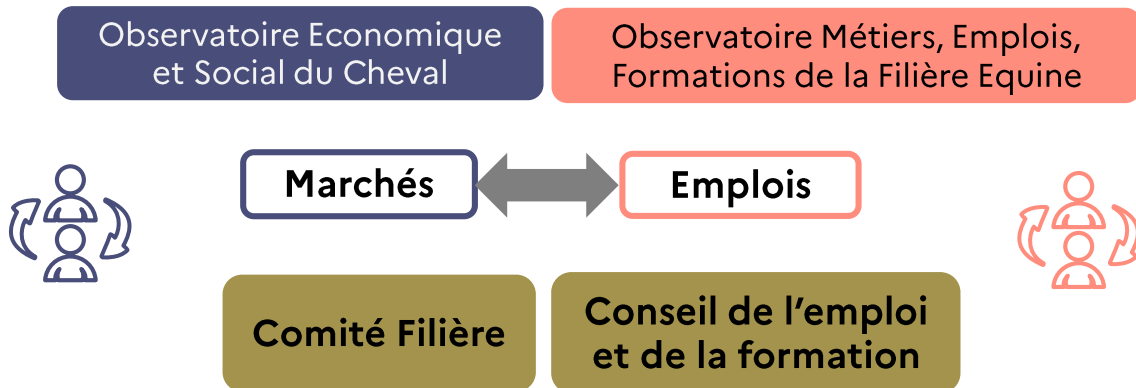 Observatoire Economique
et Social du Cheval
Observatoire Métiers, Emplois,
Formations de la Filière Equine
Marchés
Emplois
Comité Filière
Conseil de l’emploi
et de la formation